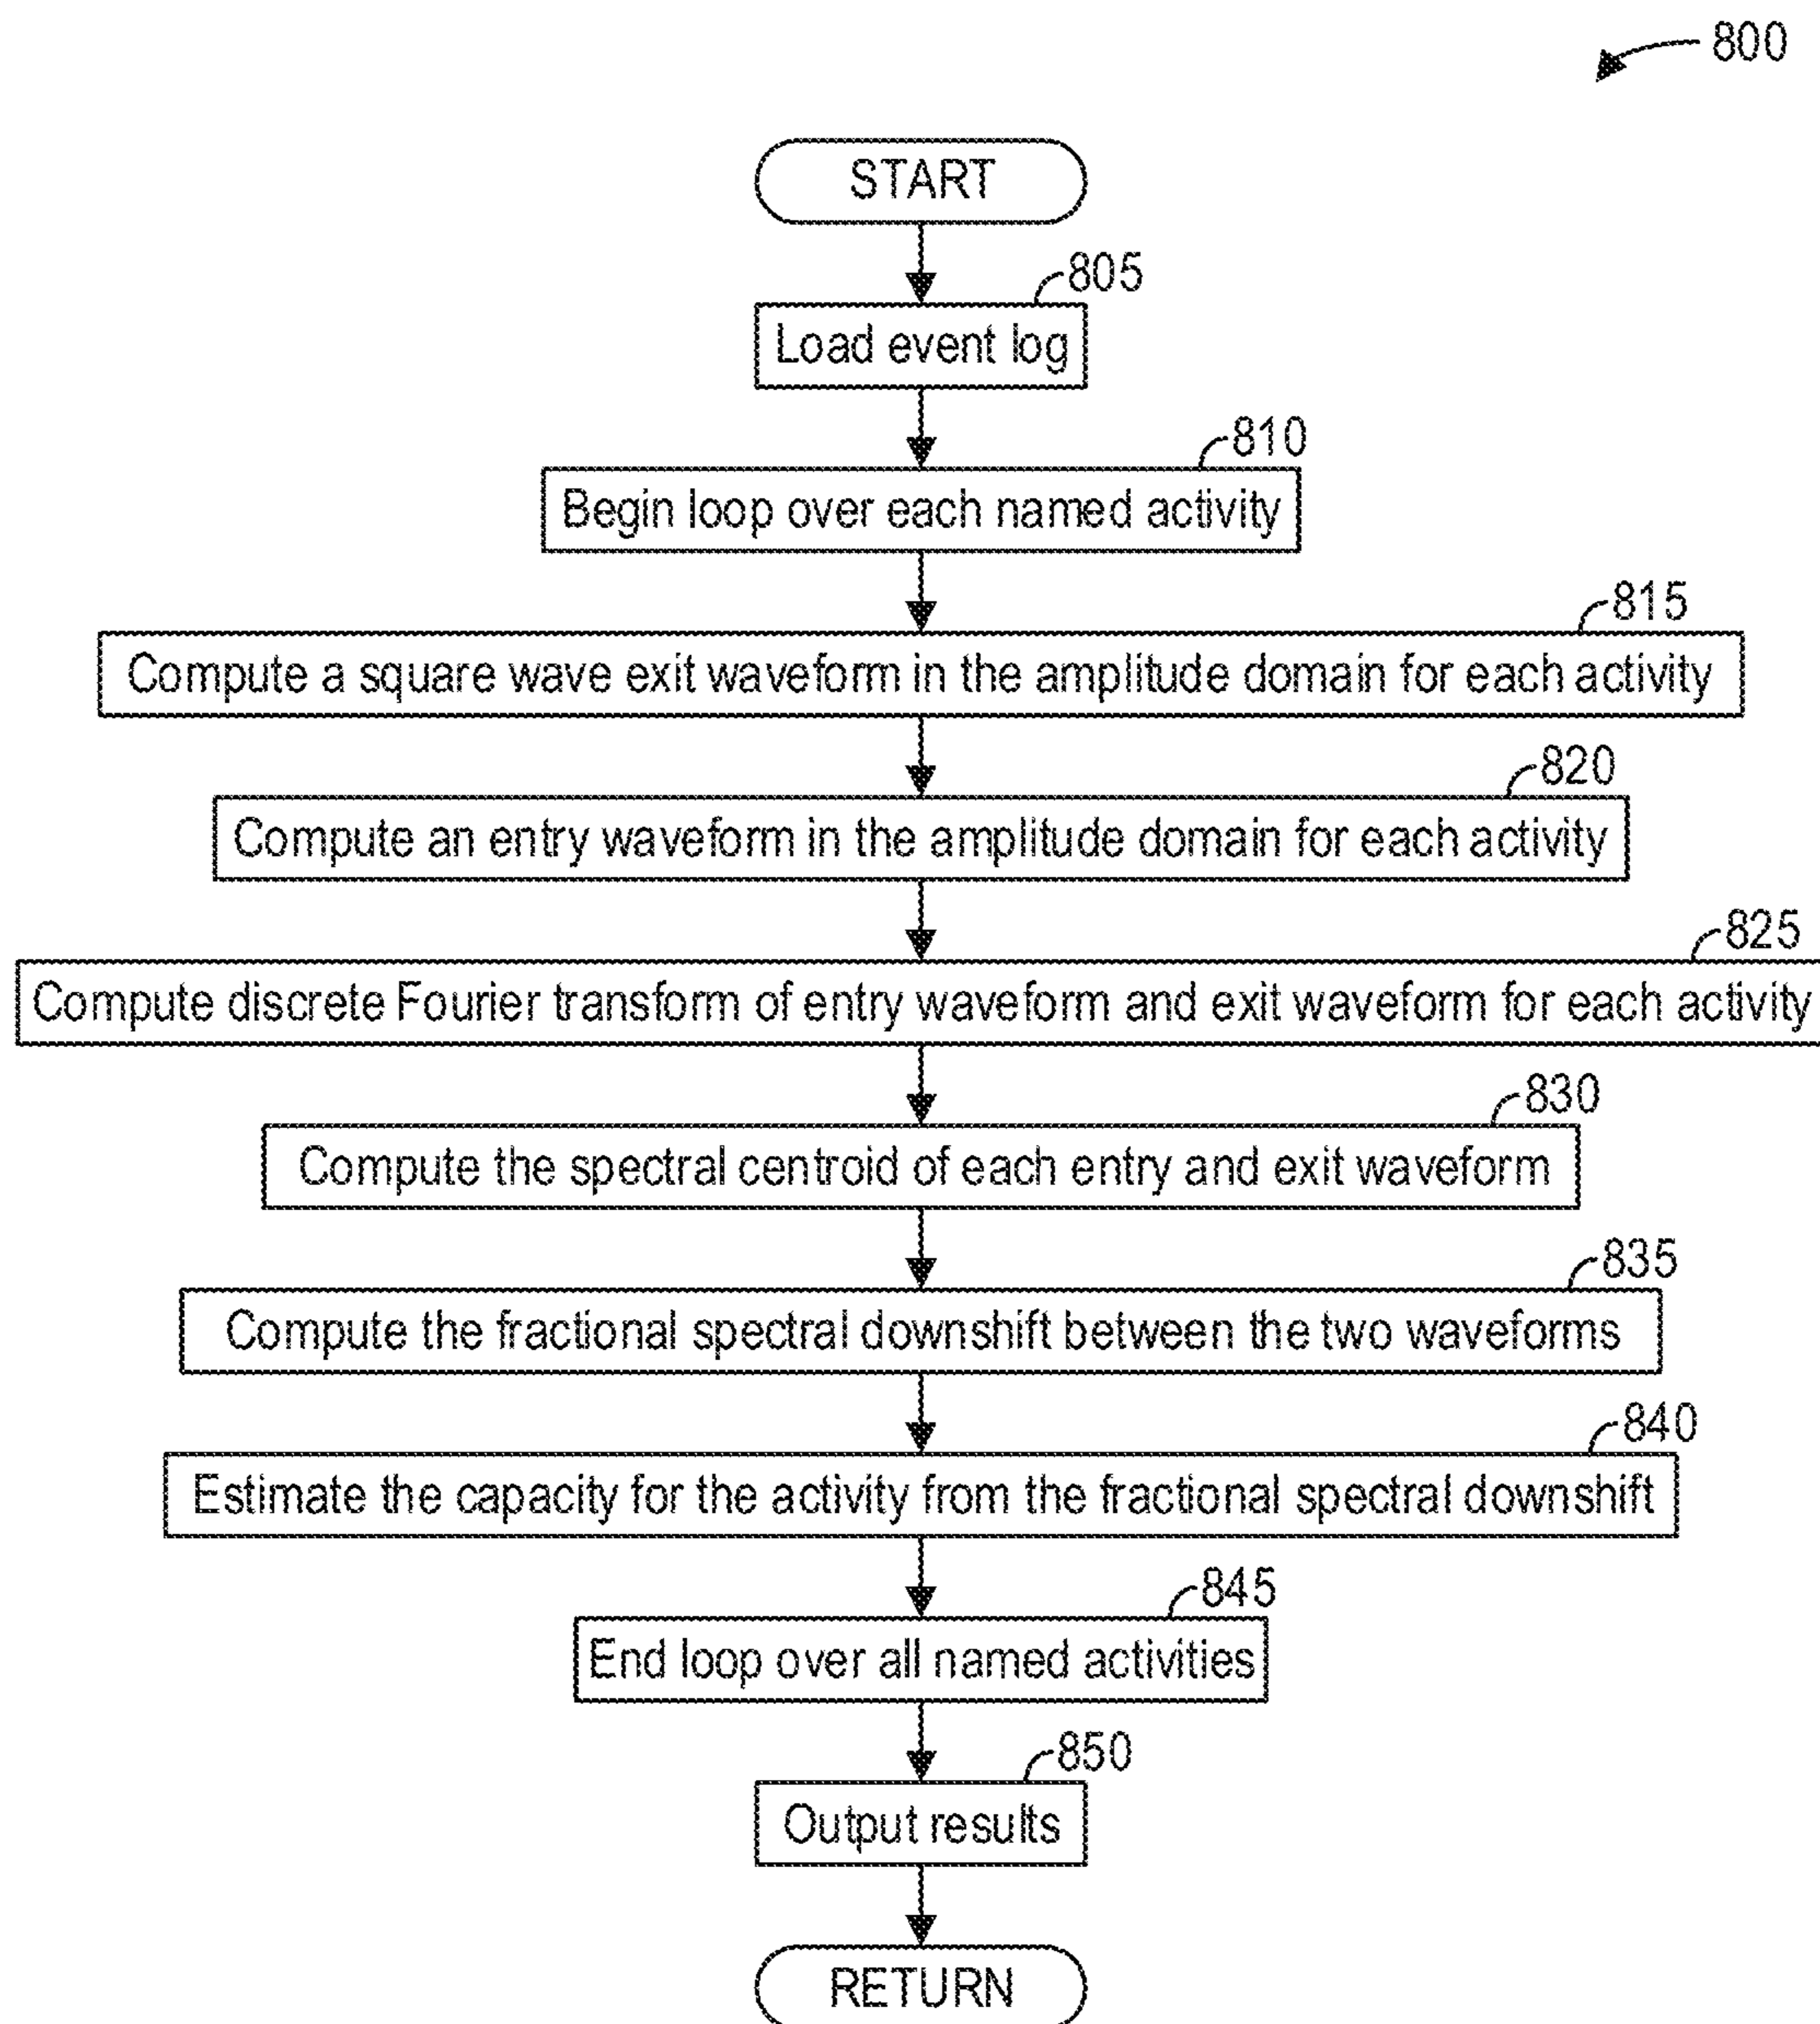 800
START
805
Load event log
810
Begin loop over each named activity
815
Compute a square wave exit waveform in the amplitude domain for each activity
820
Compute an entry waveform in the amplitude domain for each activity
825
Compute discrete Fourier transform of entry waveform and exit waveform for each activity
830
Compute the spectral centroid of each entry and exit waveform
835
Compute the fractional spectral downshift between the two waveforms
840
Estimate the capacity for the activity from the fractional spectral downshift
845
End loop over all named activities
850
Output results
RETURN